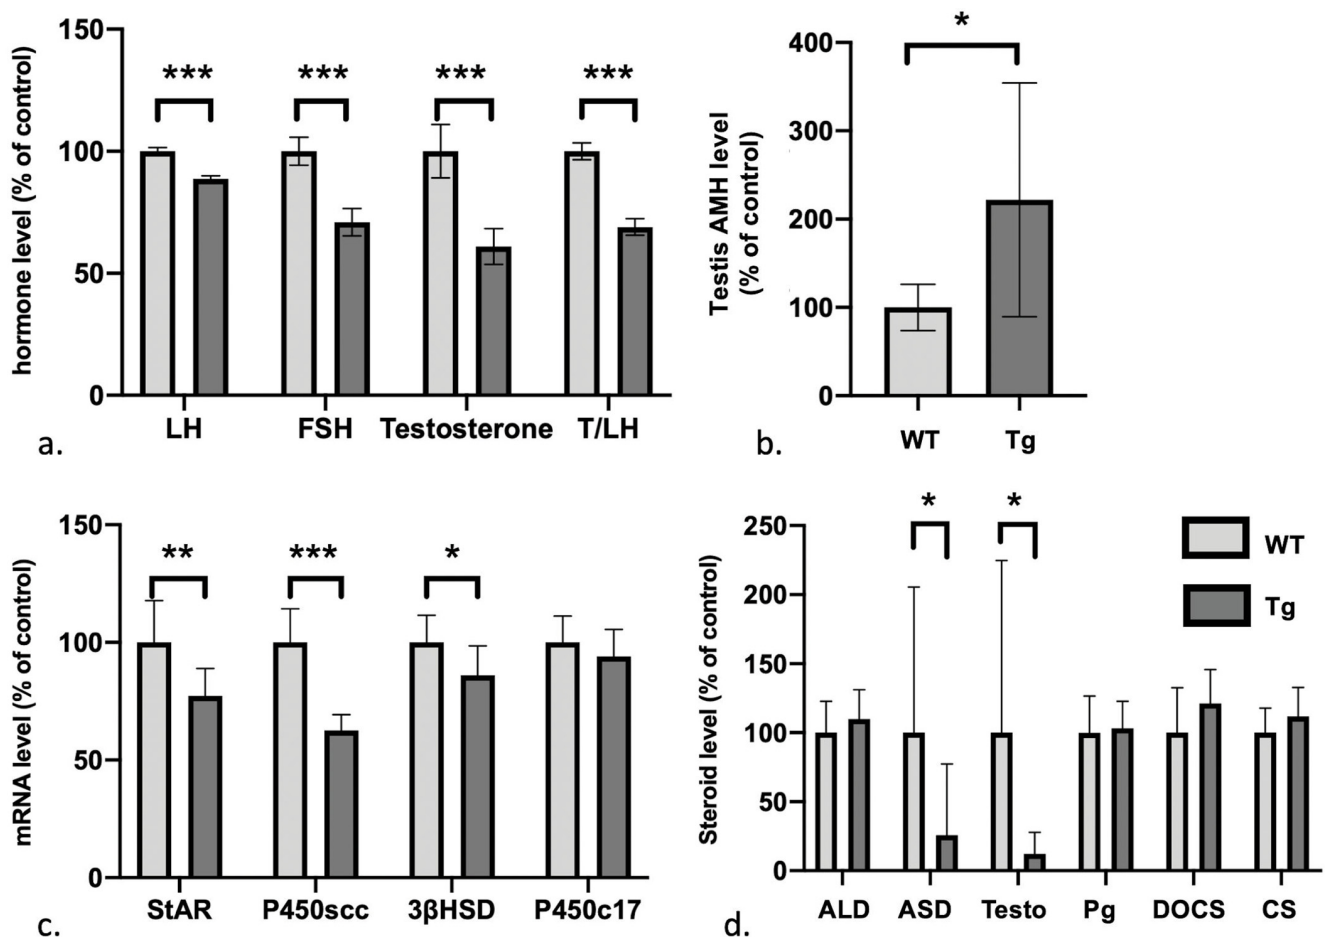 hormone level (% of control)
150
100
50
0
***
***
***
***
LH
FSH
Testosterone
T/LH
a.
Testis AMH level
(% of control)
400
300
200
100
0
*
WT
Tg
b.
mRNA level (% of control)
150
100
50
0
**
***
*
StAR
P450scc
3βHSD
P450c17
c.
Steroid level (% of control)
250
200
150
100
50
0
*
*
WT
Tg
ALD
ASD
Testo
Pg
DOCS
CS
d.